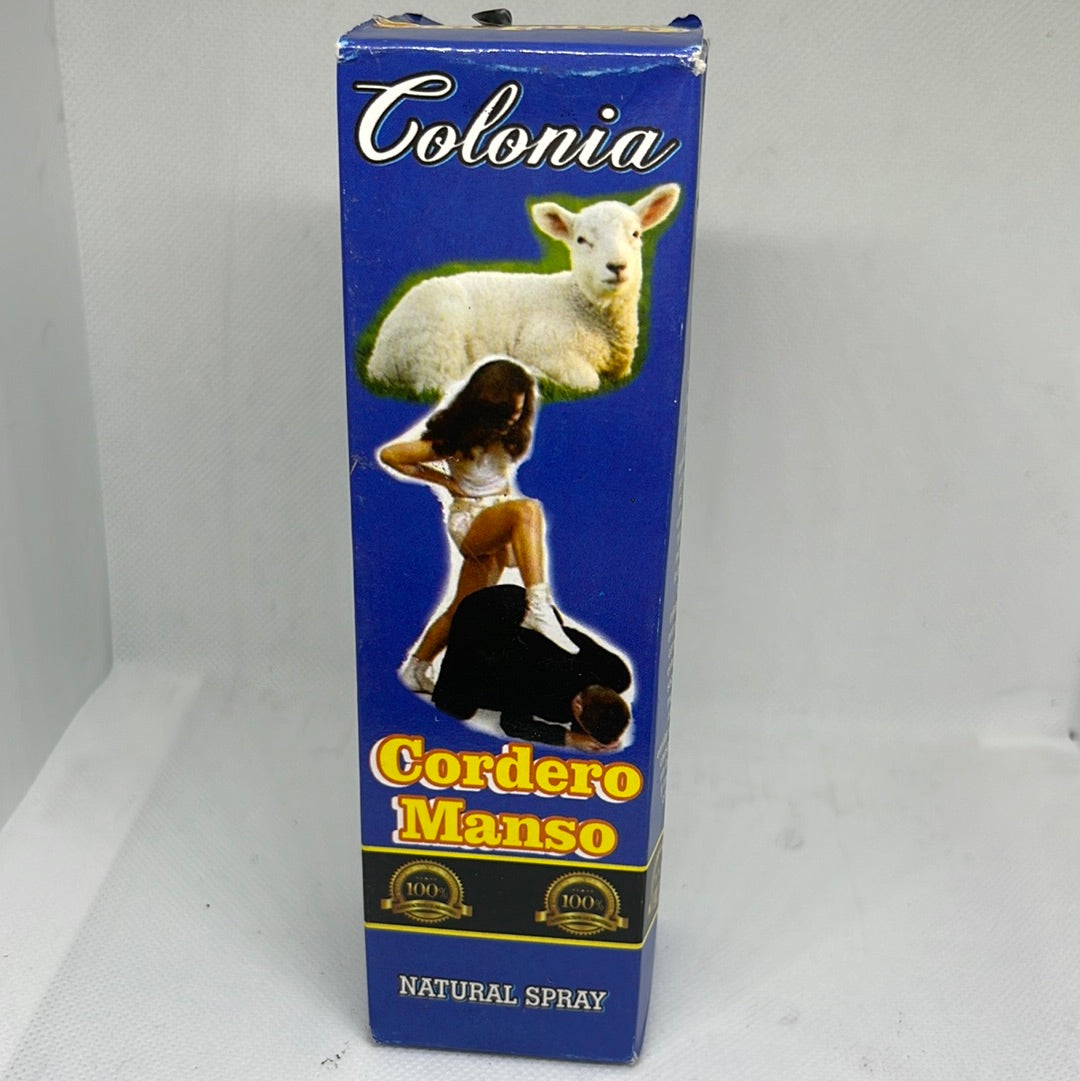 Colonia
Cordero
Manso
100%
100%
NATURAL SPRAY